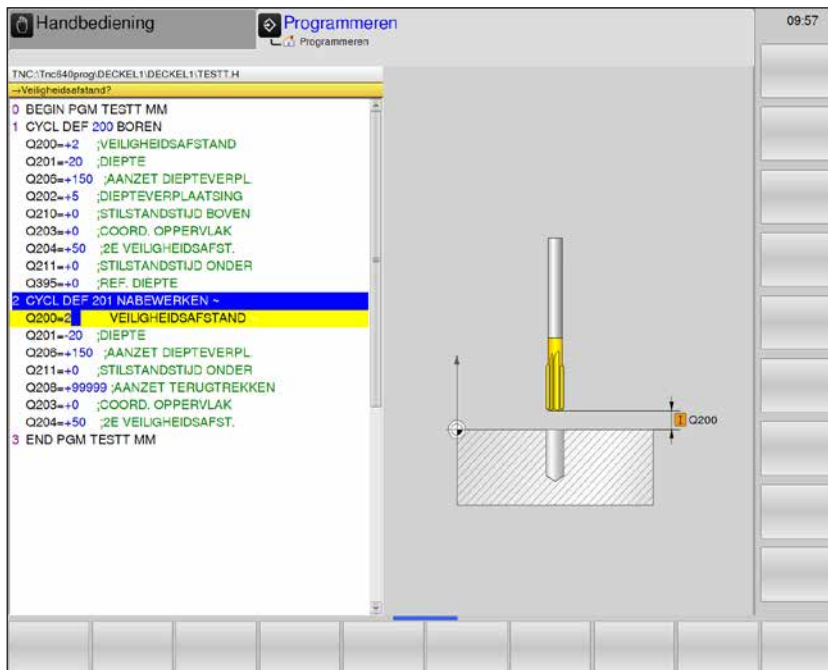 Handbediening
Programmeren
Programmeren
09:57
TNC:\Tnc640prog\DECKEL1\DECKEL1\TESTT.H
→Veiligheidsafstand?
0 BEGIN PGM TESTT MM
1 CYCL DEF 200 BOREN
Q200=+2 ;VEILIGHEIDSAFSTAND
Q201=-20 ;DIEPTE
Q206=+150 ;AANZET DIEPTEVERPL.
Q202=+5 ;DIEPTEVERPLAATSING
Q210=+0 ;STILSTANDSTIJD BOVEN
Q203=+0 ;COORD. OPPERVLAK
Q204=+50 ;2E VEILIGHEIDSAFST.
Q211=+0 ;STILSTANDSTIJD ONDER
Q395=+0 ;REF. DIEPTE
2 CYCL DEF 201 NABEWERKEN ~
Q200=2 VEILIGHEIDSAFSTAND
Q201=-20 ;DIEPTE
Q206=+150 ;AANZET DIEPTEVERPL.
Q211=+0 ;STILSTANDSTIJD ONDER
Q208=+99999 ;AANZET TERUGTREKKEN
Q203=+0 ;COORD. OPPERVLAK
Q204=+50 ;2E VEILIGHEIDSAFST.
3 END PGM TESTT MM
Q200